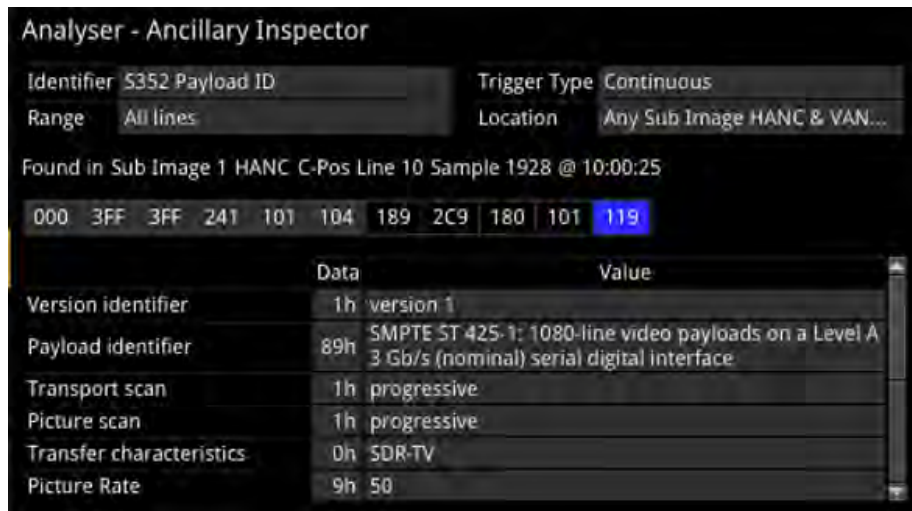 Analyser - Ancillary Inspector
Identifier S352 Payload ID Trigger Type Continuous
Range All lines Location Any Sub Image HANC & VAN...
Found in Sub Image 1 HANC C-Pos Line 10 Sample 1928 @ 10:00:25
000 3FF 3FF 241 101 104 189 2C9 180 101 119
Data Value
Version identifier 1h version 1
Payload identifier 89h SMPTE ST 425-1: 1080-line video payloads on a Level A
3 Gb/s (nominal) serial digital interface
Transport scan 1h progressive
Picture scan 1h progressive
Transfer characteristics 0h SDR-TV
Picture Rate 9h 50